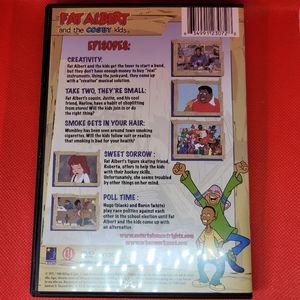 FAT ALBERT
and the COSBY kids
EPISODES:
CREATIVITY:
Fat Albert and the kids get the fever to start a band,
but they don't have enough money to buy "real"
instruments. Using the junkyard, they came up
with a "creative" musical solution.
TAKE TWO, THEY'RE SMALL:
Fat Albert's cousin, Justin, and his cool
friend, Harlow, have a habit of shoplifting
from stores! Will the kids join in or do
the right thing?
SMOKE GETS IN YOUR HAIR:
has been seen around town smoking
cigarettes. Will the kids follow suit or realize
that smoking is bad for your health?
SWEET SORROW :
Fat Albert's figure skating friend,
Roberta, offers to help the kids
with their hockey skills.
Unfortunately, she seems troubled
by other things on her mind.
POLL TIME :
Hugo (black) and (white)
play race politics against each
other in the school election until Fat
Albert and the kids came up
with an alternative.